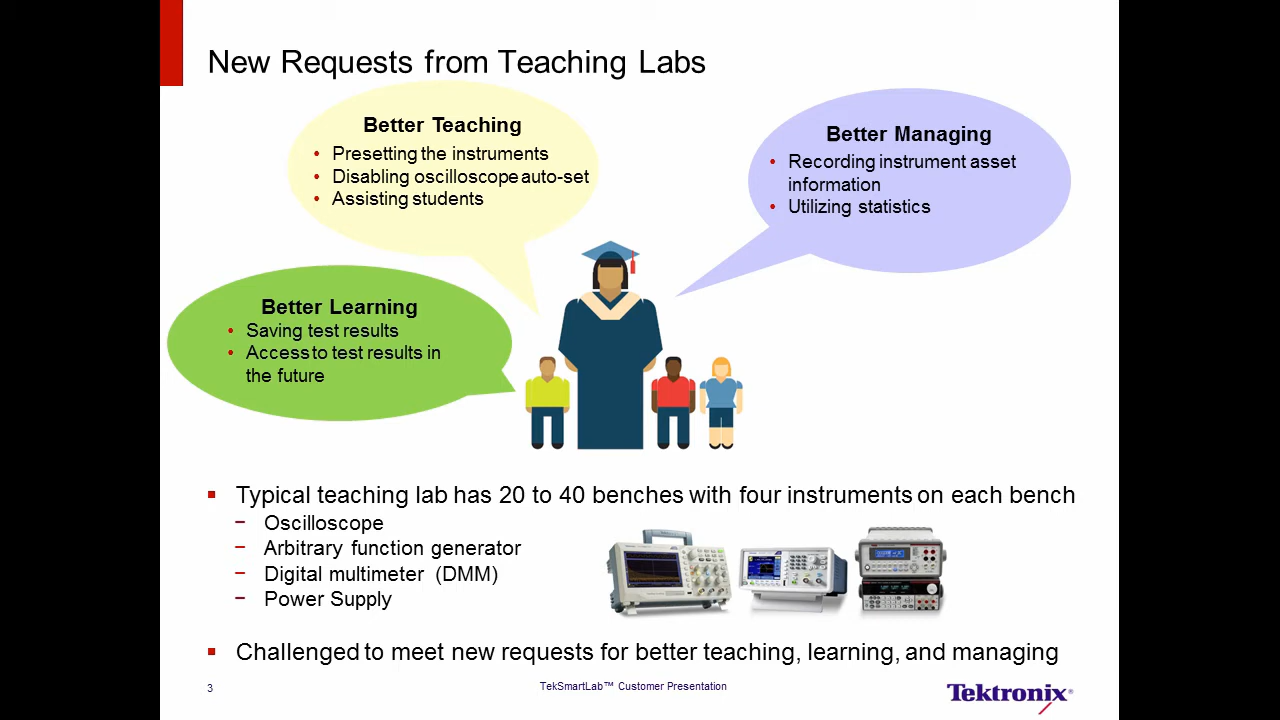 New Requests from Teaching Labs
Better Teaching
• Presetting the instruments
• Disabling oscilloscope auto-set
• Assisting students
Better Managing
• Recording instrument asset
information
• Utilizing statistics
Better Learning
• Saving test results
• Access to test results in
the future
▪ Typical teaching lab has 20 to 40 benches with four instruments on each bench
− Oscilloscope
− Arbitrary function generator
− Digital multimeter (DMM)
− Power Supply
▪ Challenged to meet new requests for better teaching, learning, and managing
3
TekSmartLab™ Customer Presentation
Tektronix®